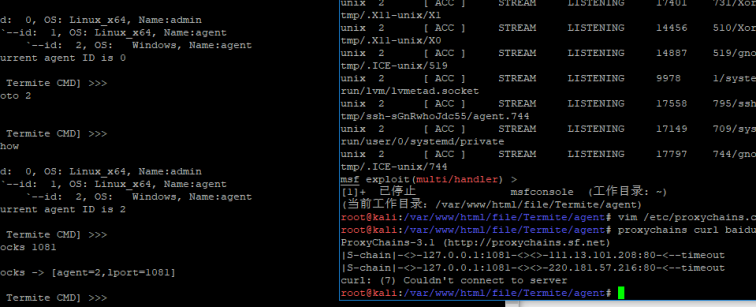 d:  0, OS: Linux_x64, Name:admin
`--id:  1, OS: Linux_x64, Name:agent
`--id:  2, OS:   Windows, Name:agent
urrent agent ID is 0
Termite CMD] >>>
oto 2
Termite CMD] >>>
how
d:  0, OS: Linux_x64, Name:admin
`--id:  1, OS: Linux_x64, Name:agent
`--id:  2, OS:   Windows, Name:agent
urrent agent ID is 2
Termite CMD] >>>
ocks 1081
ocks -> [agent=2,lport=1081]
Termite CMD] >>>
unix  2      [ ACC ]     STREAM     LISTENING     17401    731/Xor
tmp/.X11-unix/X1
unix  2      [ ACC ]     STREAM     LISTENING     14456    510/Xor
tmp/.X11-unix/X0
unix  2      [ ACC ]     STREAM     LISTENING     14887    519/gno
tmp/.ICE-unix/519
unix  2      [ ACC ]     STREAM     LISTENING     9978     1/syste
run/lvm/lvmetad.socket
unix  2      [ ACC ]     STREAM     LISTENING     17558    795/ssh
tmp/ssh-sGnRwhoJdc55/agent.744
unix  2      [ ACC ]     STREAM     LISTENING     17149    709/sys
run/user/0/systemd/private
unix  2      [ ACC ]     STREAM     LISTENING     17797    744/gno
tmp/.ICE-unix/744
msf exploit(multi/handler) >
[1]+  已停止               msfconsole  (工作目录: ~)
(当前工作目录: /var/www/html/file/Termite/agent)
root@kali:/var/www/html/file/Termite/agent# vim /etc/proxychains.c
root@kali:/var/www/html/file/Termite/agent# proxychains curl baidu
ProxyChains-3.1 (http://proxychains.sf.net)
|S-chain|-<>-127.0.0.1:1081-<><>-111.13.101.208:80-<--timeout
|S-chain|-<>-127.0.0.1:1081-<><>-220.181.57.216:80-<--timeout
curl: (7) Couldn't connect to server
root@kali:/var/www/html/file/Termite/agent#